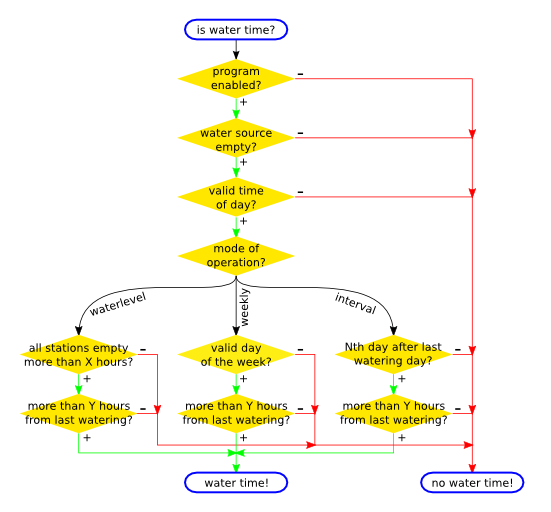 is water time?
program
enabled?
–
+
water source
empty?
–
+
valid time
of day?
–
+
mode of
operation?
waterlevel
weekly
interval
all stations empty
more than X hours?
–
+
valid day
of the week?
–
+
Nth day after last
watering day?
–
+
more than Y hours
from last watering?
–
+
more than Y hours
from last watering?
–
+
more than Y hours
from last watering?
–
+
water time!
no water time!